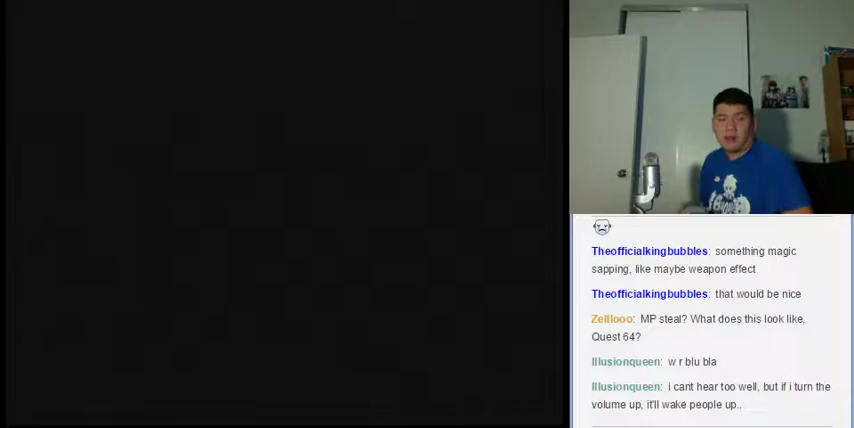 Theofficialkingbubbles: something magic
sapping, like maybe weapon effect
Theofficialkingbubbles: that would be nice
Zelllooo: MP steal? What does this look like,
Quest 64?
Illusionqueen: w r blu bla
Illusionqueen: i cant hear too well, but if i turn the
volume up, it'll wake people up..